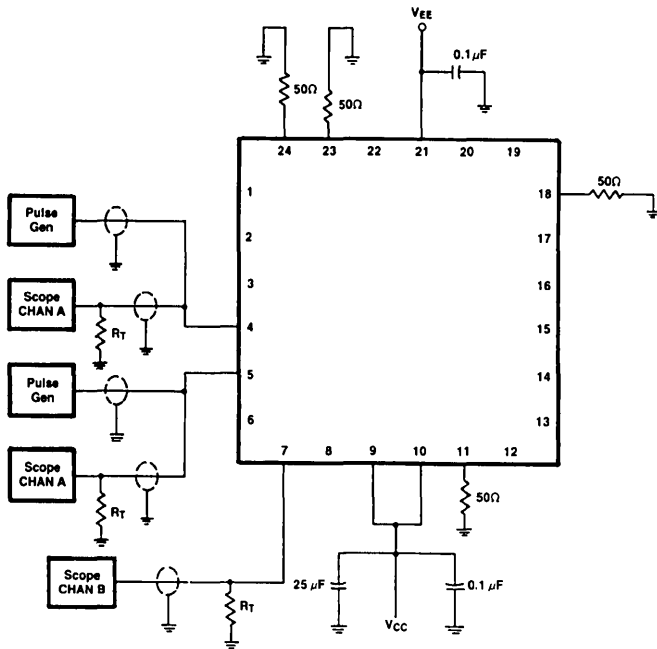 VEE
0.1 µF
50Ω
50Ω
24 23 22 21 20 19
Pulse
Gen
1
18
50Ω
2
17
Scope
CHAN A
3
16
RT
4
15
Pulse
Gen
5
14
6
13
Scope
CHAN A
7 8 9 10 11 12
RT
50Ω
Scope
CHAN B
RT
25 µF
0.1 µF
VCC